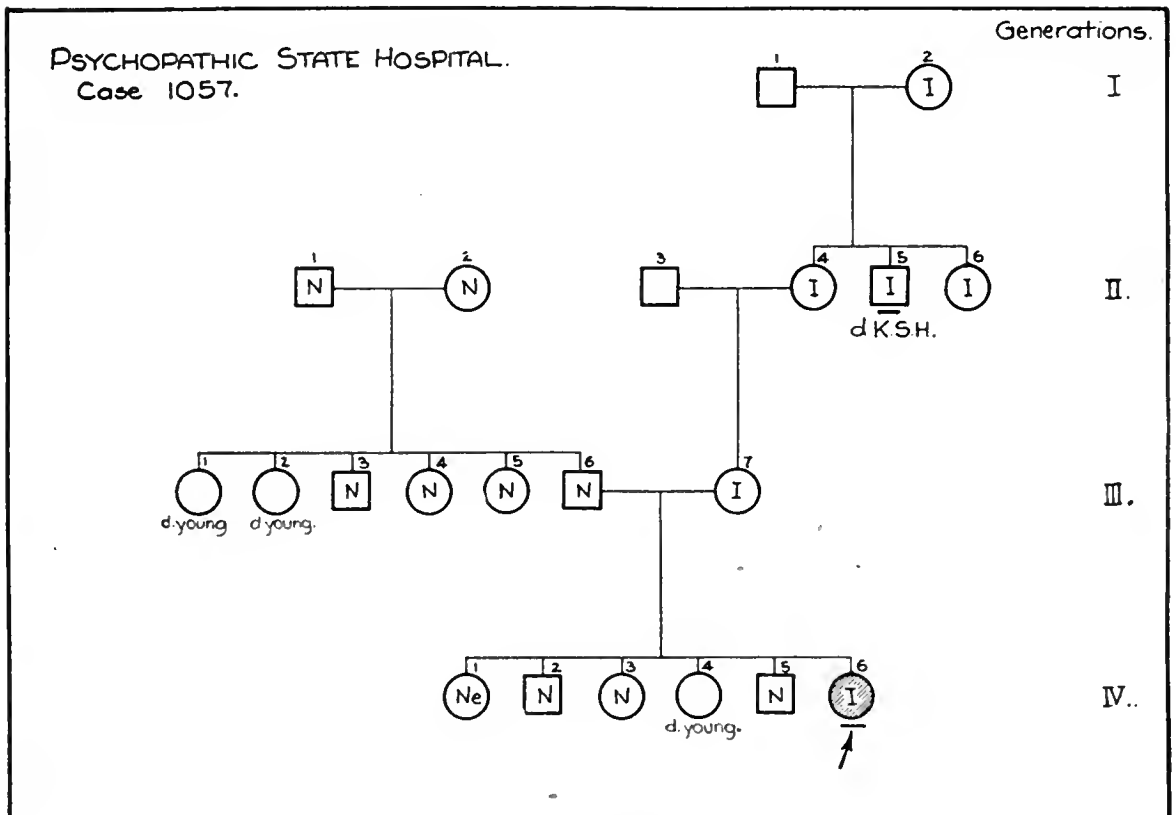 Generations.
PSYCHOPATHIC STATE HOSPITAL.
Case 1057.
1 2
I I
1 2 3 4 5 6
N N I I I II.
d K.S.H.
1 2 3 4 5 6 7
N N N N I III.
d.young d.young.
1 2 3 4 5 6
Ne N N N I IV..
d.young.